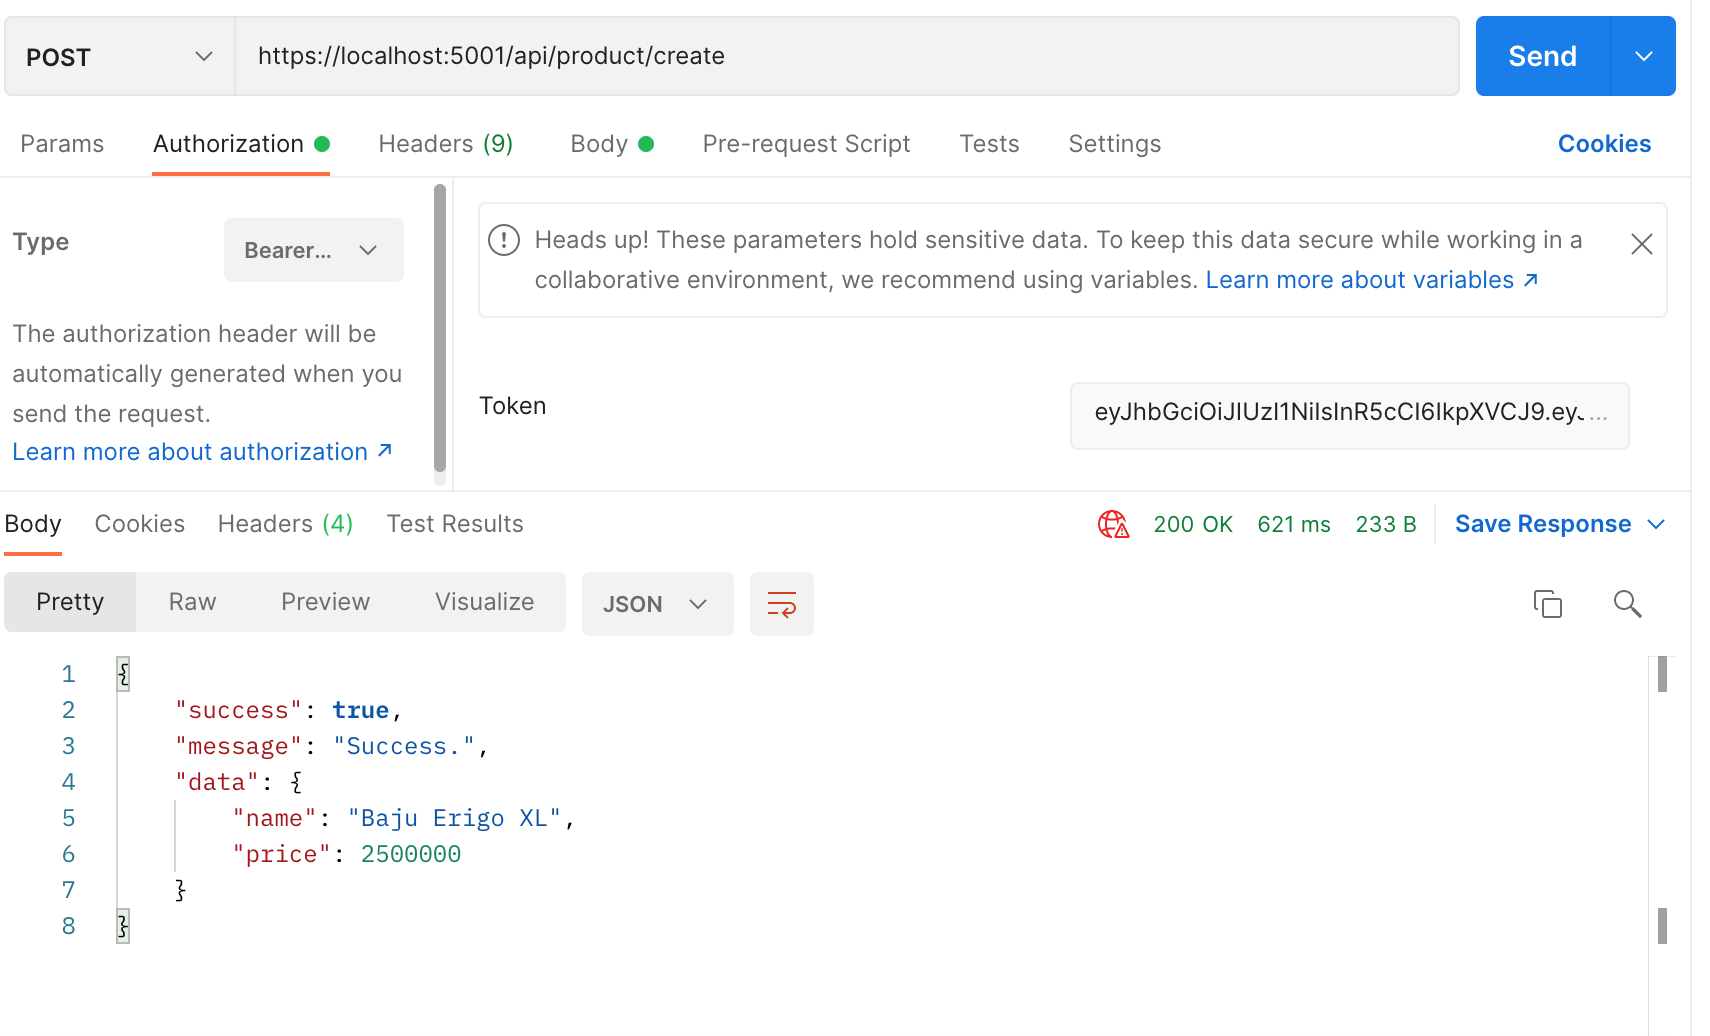 POST https://localhost:5001/api/product/create Send
Params Authorization Headers (9) Body Pre-request Script Tests Settings Cookies
Type Bearer...
The authorization header will be
automatically generated when you
send the request.
Learn more about authorization ↗
Heads up! These parameters hold sensitive data. To keep this data secure while working in a
collaborative environment, we recommend using variables. Learn more about variables ↗
Token eyJhbGciOiJIUzI1NiIsInR5cCI6IkpXVCJ9.eyJ...
Body Cookies Headers (4) Test Results 200 OK 621 ms 233 B Save Response
Pretty Raw Preview Visualize JSON
1 {
2 "success": true,
3 "message": "Success.",
4 "data": {
5 "name": "Baju Erigo XL",
6 "price": 2500000
7 }
8 }